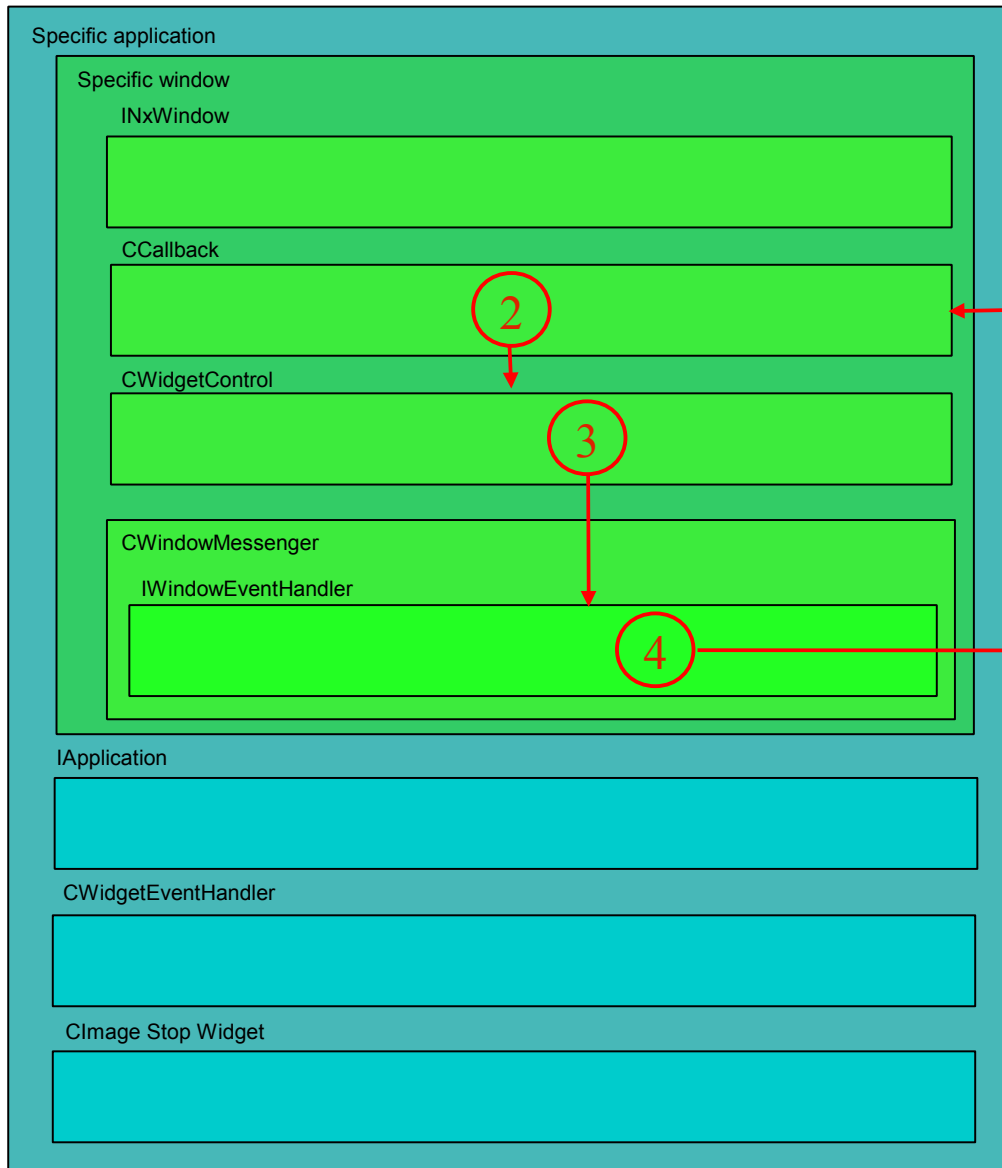 Specific application
Specific window
INxWindow
CCallback
2
CWidgetControl
3
CWindowMessenger
IWindowEventHandler
4
IApplication
CWidgetEventHandler
CImage Stop Widget